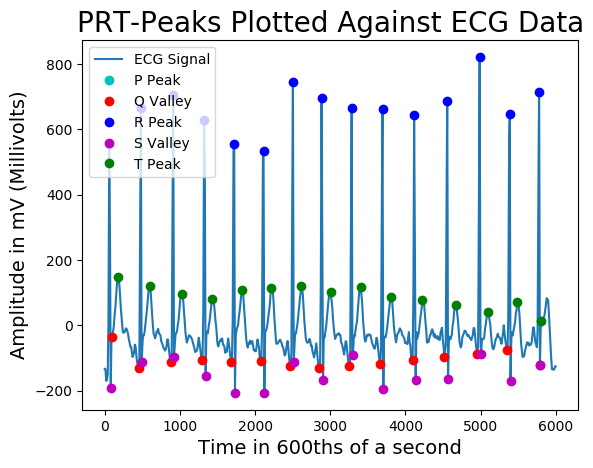 PRT-Peaks Plotted Against ECG Data
ECG Signal
P Peak
Q Valley
R Peak
S Valley
T Peak
Amplitude in mV (Millivolts)
800
600
400
200
0
−200
0 1000 2000 3000 4000 5000 6000
Time in 600ths of a second